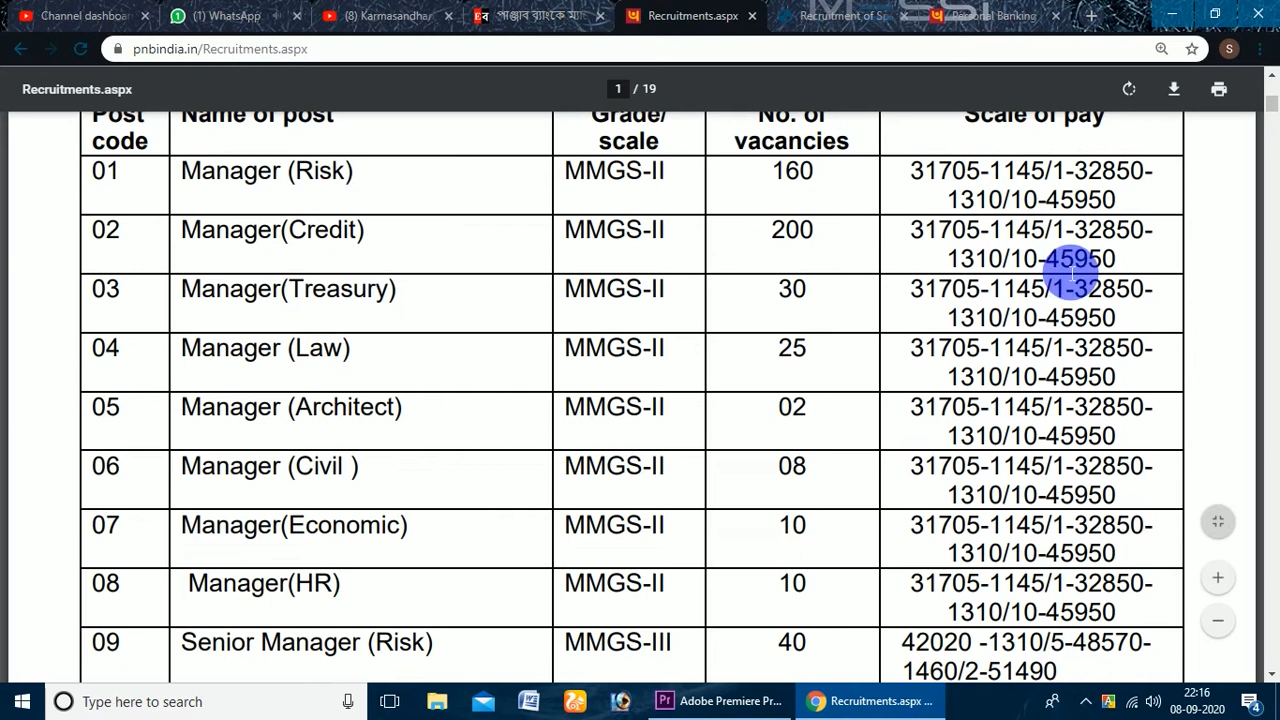 Channel dashboar
(1) WhatsApp
(8) Karmasandhan
পাঞ্জাব ব্যাংকে ম্যা
Recruitments.aspx
Recruitment of Sp
Personal Banking
pnbindia.in/Recruitments.aspx
S
Recruitments.aspx
1 / 19
Post code Name of post Grade/ scale No. of vacancies Scale of pay
01 Manager (Risk) MMGS-II 160 31705-1145/1-32850-
1310/10-45950
02 Manager(Credit) MMGS-II 200 31705-1145/1-32850-
1310/10-45950
03 Manager(Treasury) MMGS-II 30 31705-1145/1-32850-
1310/10-45950
04 Manager (Law) MMGS-II 25 31705-1145/1-32850-
1310/10-45950
05 Manager (Architect) MMGS-II 02 31705-1145/1-32850-
1310/10-45950
06 Manager (Civil ) MMGS-II 08 31705-1145/1-32850-
1310/10-45950
07 Manager(Economic) MMGS-II 10 31705-1145/1-32850-
1310/10-45950
08 Manager(HR) MMGS-II 10 31705-1145/1-32850-
1310/10-45950
09 Senior Manager (Risk) MMGS-III 40 42020 -1310/5-48570-
1460/2-51490
Type here to search
Adobe Premiere Pr...
Recruitments.aspx ...
22:16
08-09-2020
4